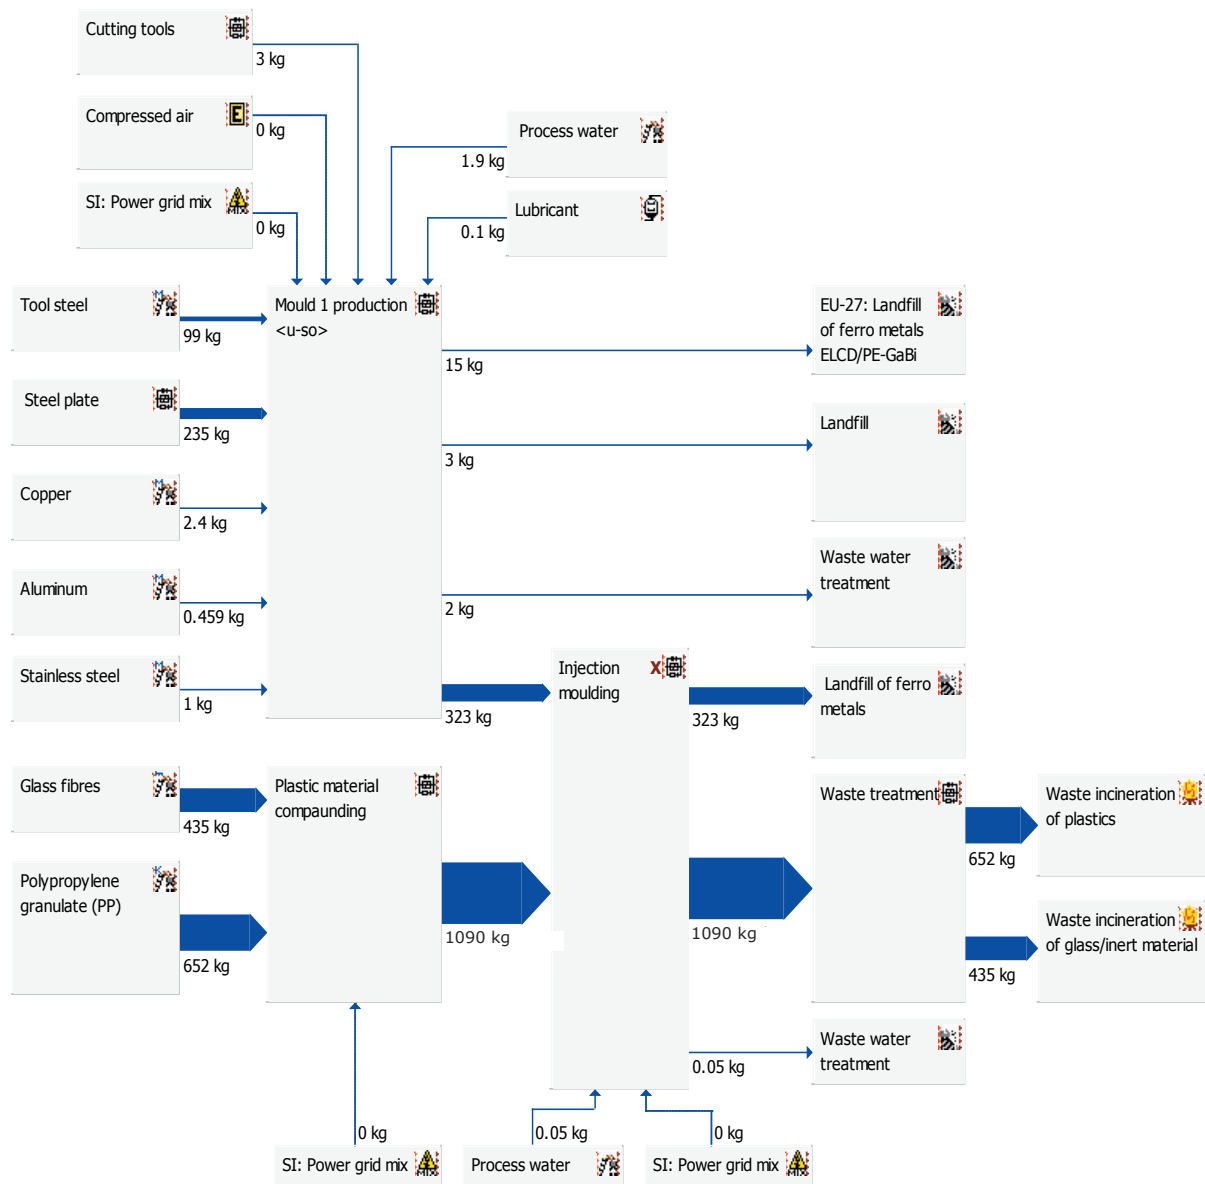 Cutting tools
3 kg
Compressed air
E
0 kg
SI: Power grid mix
MIX
0 kg
Process water
1.9 kg
Lubricant
0.1 kg
Tool steel
M
99 kg
Steel plate
235 kg
Copper
M
2.4 kg
Aluminum
M
0.459 kg
Stainless steel
M
1 kg
Mould 1 production
<u-so>
15 kg
3 kg
2 kg
323 kg
EU-27: Landfill
of ferro metals
ELCD/PE-GaBi
Landfill
Waste water
treatment
Injection
moulding
X
323 kg
Landfill of ferro
metals
Glass fibres
435 kg
Polypropylene
granulate (PP)
K
652 kg
Plastic material
compaunding
1090 kg
1090 kg
Waste treatment
652 kg
435 kg
Waste incineration
of plastics
Waste incineration
of glass/inert material
0.05 kg
Waste water
treatment
0 kg
SI: Power grid mix
MIX
0.05 kg
Process water
0 kg
SI: Power grid mix
MIX